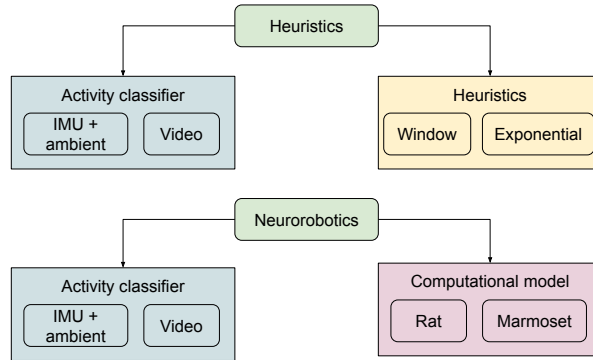 Heuristics
Activity classifier
IMU +
ambient
Video
Heuristics
Window
Exponential
Neurorobotics
Activity classifier
IMU +
ambient
Video
Computational model
Rat
Marmoset